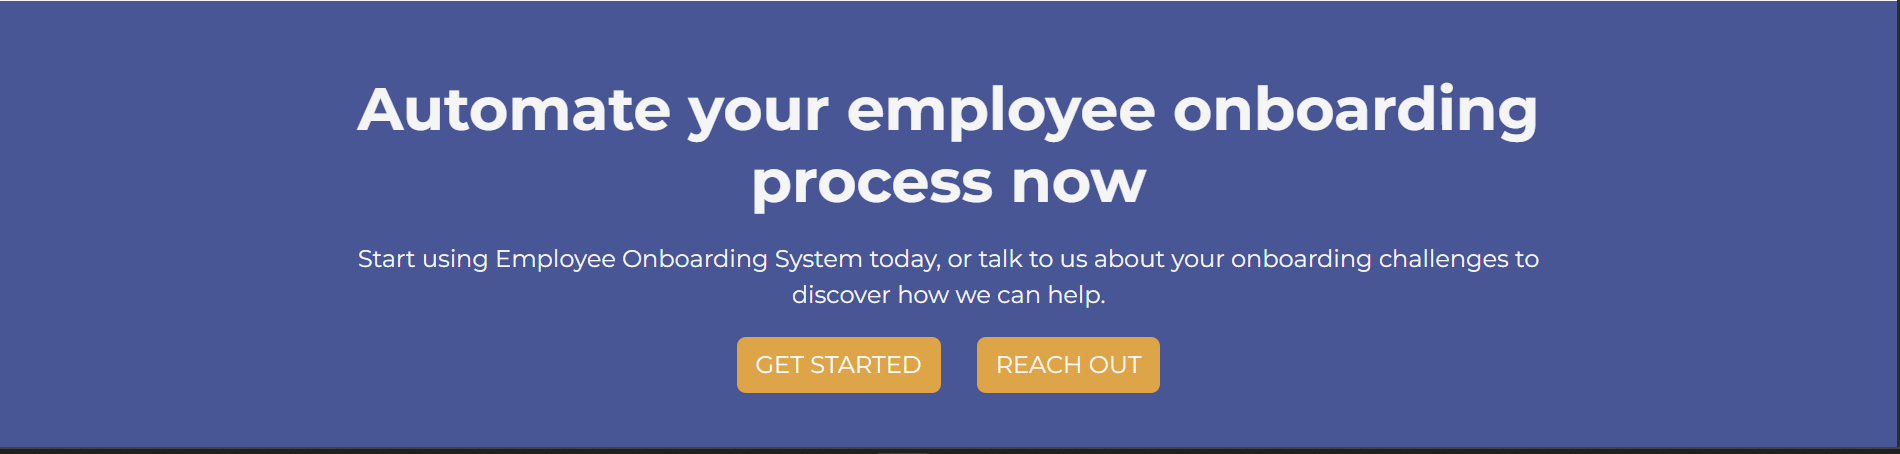 Automate your employee onboarding
process now
Start using Employee Onboarding System today, or talk to us about your onboarding challenges to
discover how we can help.
GET STARTED
REACH OUT